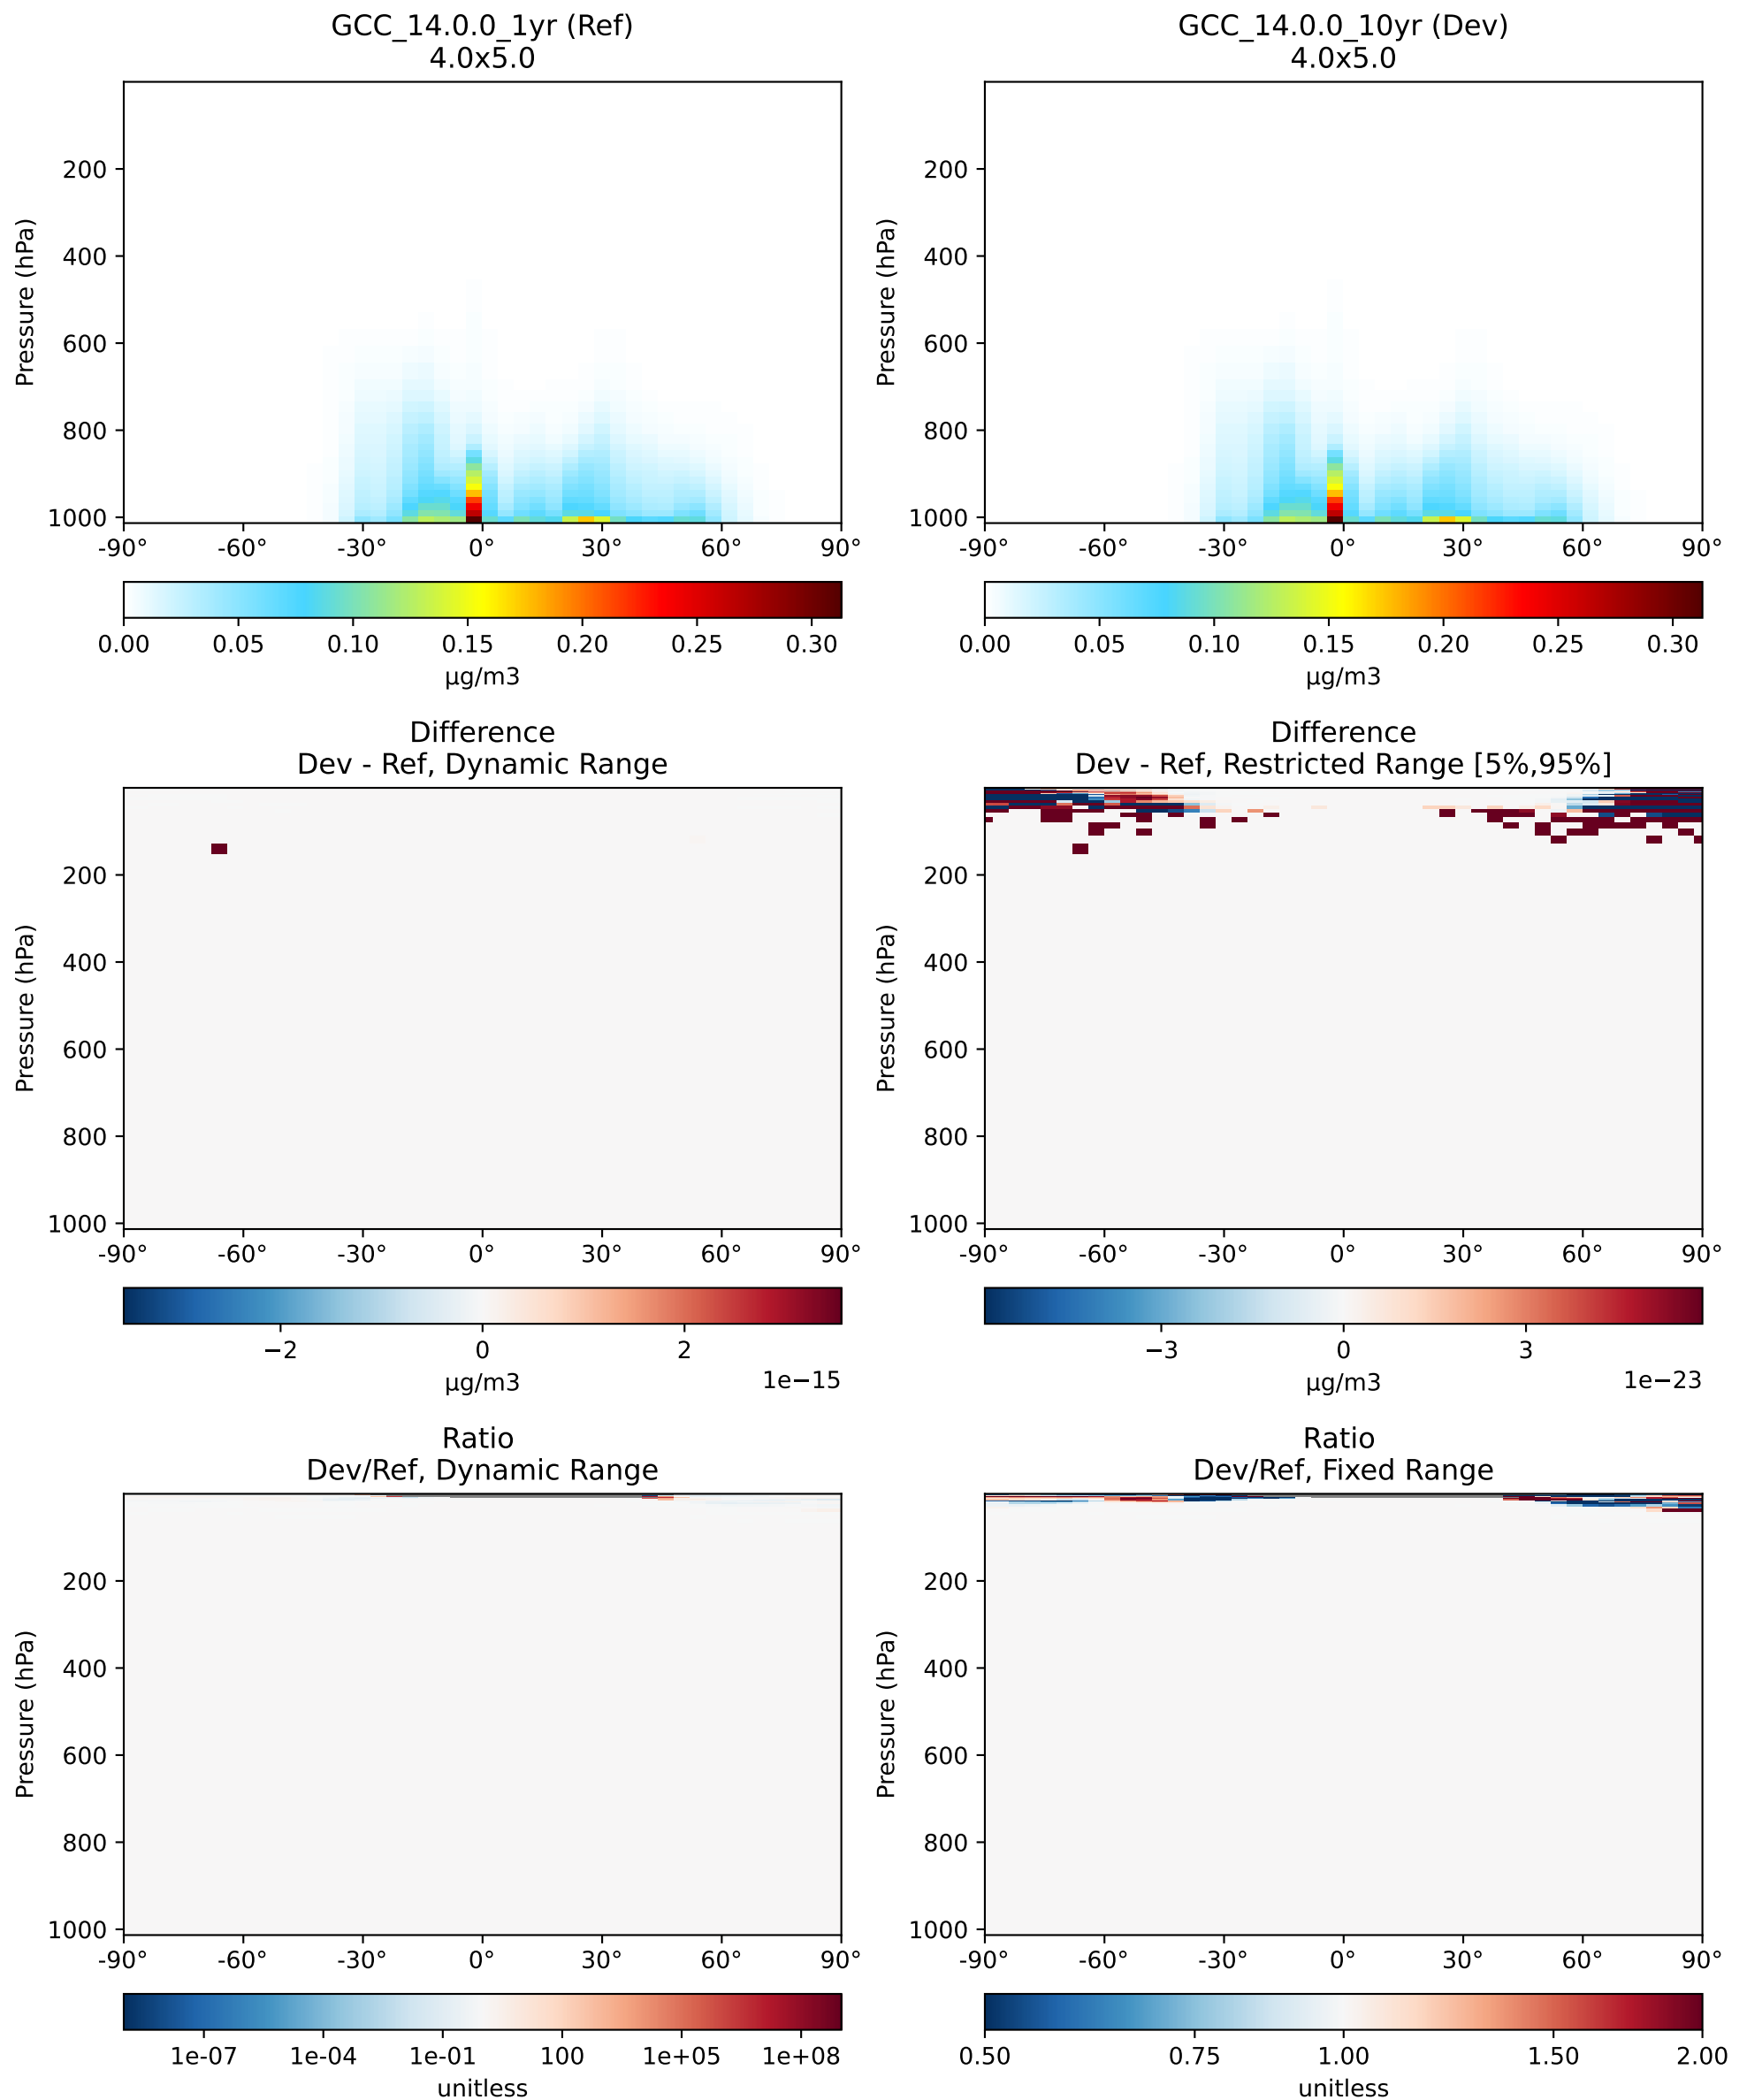 GCC_14.0.0_1yr (Ref)
4.0x5.0
Pressure (hPa)
200
400
600
800
1000
-90° -60° -30° 0° 30° 60° 90°
0.00 0.05 0.10 0.15 0.20 0.25 0.30
µg/m3
GCC_14.0.0_10yr (Dev)
4.0x5.0
Pressure (hPa)
200
400
600
800
1000
-90° -60° -30° 0° 30° 60° 90°
0.00 0.05 0.10 0.15 0.20 0.25 0.30
µg/m3
Difference
Dev - Ref, Dynamic Range
Pressure (hPa)
200
400
600
800
1000
-90° -60° -30° 0° 30° 60° 90°
−2 0 2
µg/m3 1e−15
Difference
Dev - Ref, Restricted Range [5%,95%]
Pressure (hPa)
200
400
600
800
1000
-90° -60° -30° 0° 30° 60° 90°
−3 0 3
µg/m3 1e−23
Ratio
Dev/Ref, Dynamic Range
Pressure (hPa)
200
400
600
800
1000
-90° -60° -30° 0° 30° 60° 90°
1e-07 1e-04 1e-01 100 1e+05 1e+08
unitless
Ratio
Dev/Ref, Fixed Range
Pressure (hPa)
200
400
600
800
1000
-90° -60° -30° 0° 30° 60° 90°
0.50 0.75 1.00 1.50 2.00
unitless